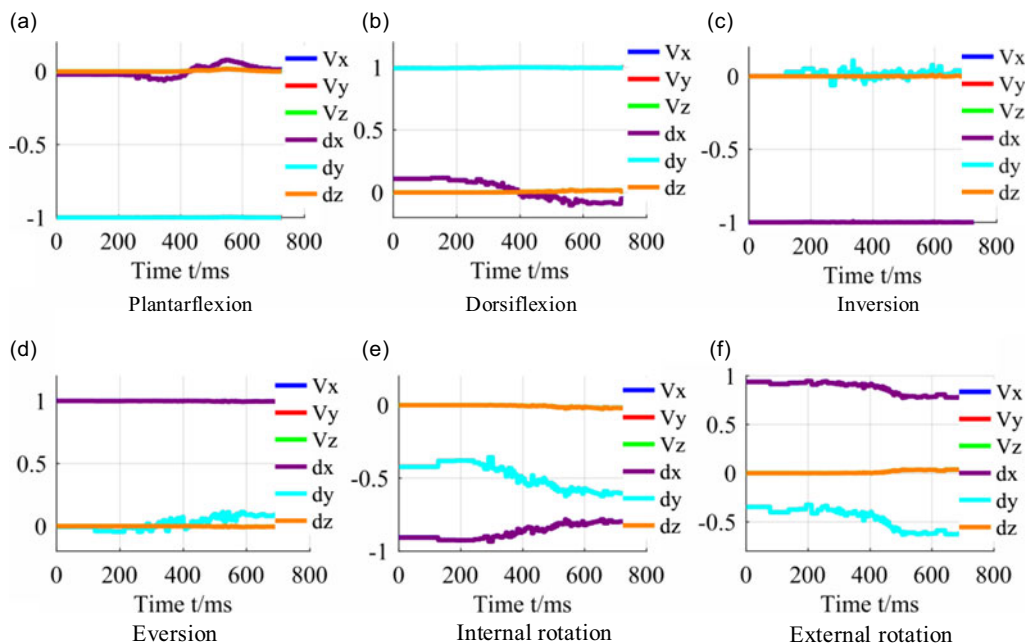 (a)
0
-0.5
-1
0 200 400 600 800
Time t/ms
Vx
Vy
Vz
dx
dy
dz
Plantarflexion
(b)
1
0.5
0
0 200 400 600 800
Time t/ms
Vx
Vy
Vz
dx
dy
dz
Dorsiflexion
(c)
0
-0.5
-1
0 200 400 600 800
Time t/ms
Vx
Vy
Vz
dx
dy
dz
Inversion
(d)
1
0.5
0
0 200 400 600 800
Time t/ms
Vx
Vy
Vz
dx
dy
dz
Eversion
(e)
0
-0.5
-1
0 200 400 600 800
Time t/ms
Vx
Vy
Vz
dx
dy
dz
Internal rotation
(f)
1
0.5
0
-0.5
0 200 400 600 800
Time t/ms
Vx
Vy
Vz
dx
dy
dz
External rotation